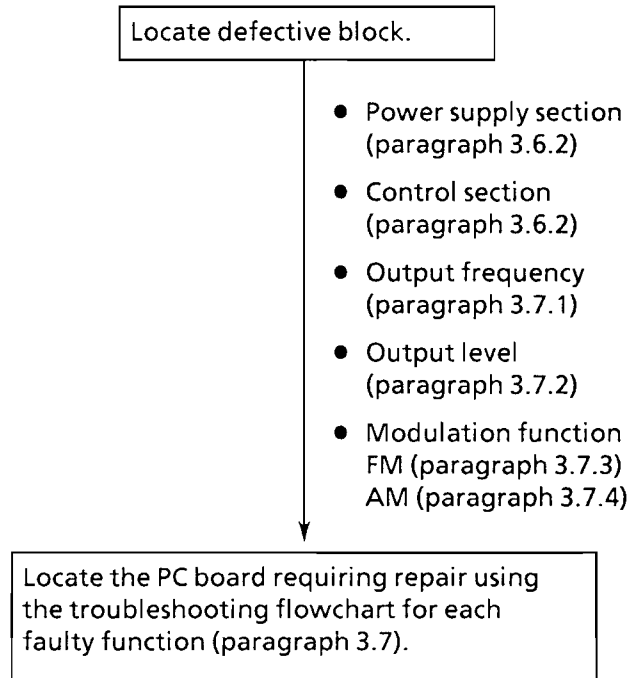 Locate defective block.
● Power supply section
(paragraph 3.6.2)
● Control section
(paragraph 3.6.2)
● Output frequency
(paragraph 3.7.1)
● Output level
(paragraph 3.7.2)
● Modulation function
FM (paragraph 3.7.3)
AM (paragraph 3.7.4)
Locate the PC board requiring repair using
the troubleshooting flowchart for each
faulty function (paragraph 3.7).